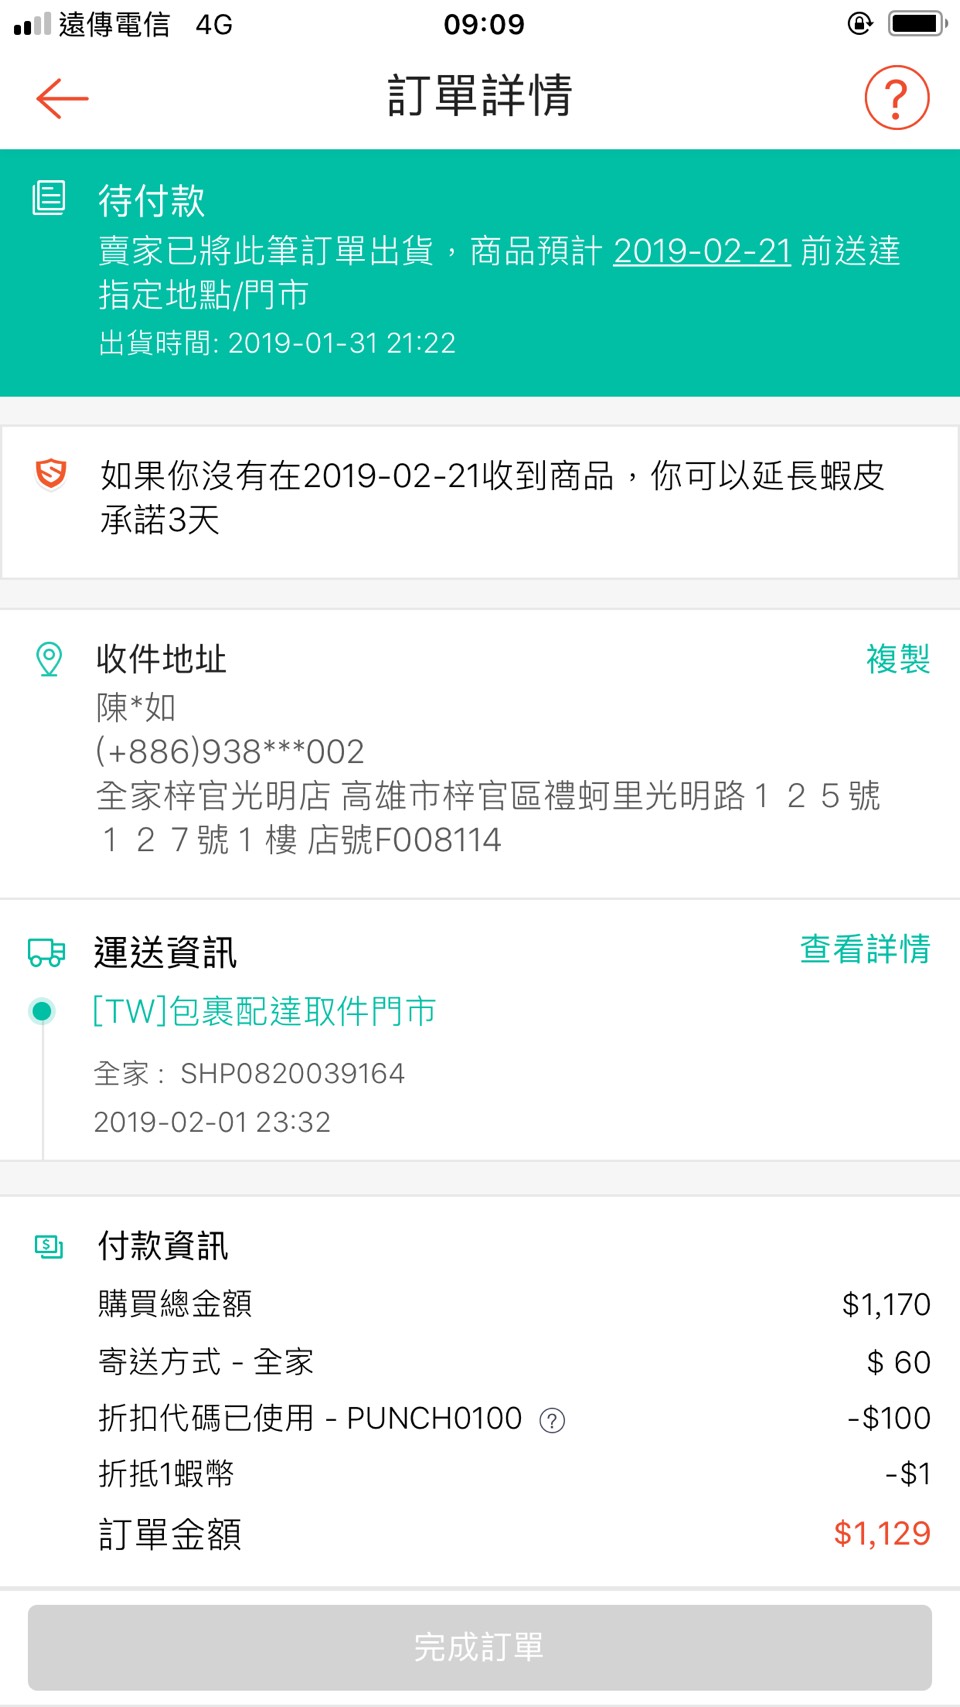 遠傳電信 4G 09:09
訂單詳情
?
待付款
賣家已將此筆訂單出貨，商品預計 2019-02-21 前送達
指定地點/門市
出貨時間: 2019-01-31 21:22
如果你沒有在2019-02-21收到商品，你可以延長蝦皮
承諾3天
收件地址 複製
陳*如
(+886)938***002
全家梓官光明店 高雄市梓官區禮蚵里光明路１２５號
１２７號１樓 店號F008114
運送資訊 查看詳情
[TW]包裹配達取件門市
全家 : SHP0820039164
2019-02-01 23:32
付款資訊
購買總金額 $1,170
寄送方式 - 全家 $ 60
折扣代碼已使用 - PUNCH0100 ? -$100
折抵1蝦幣 -$1
訂單金額 $1,129
完成訂單